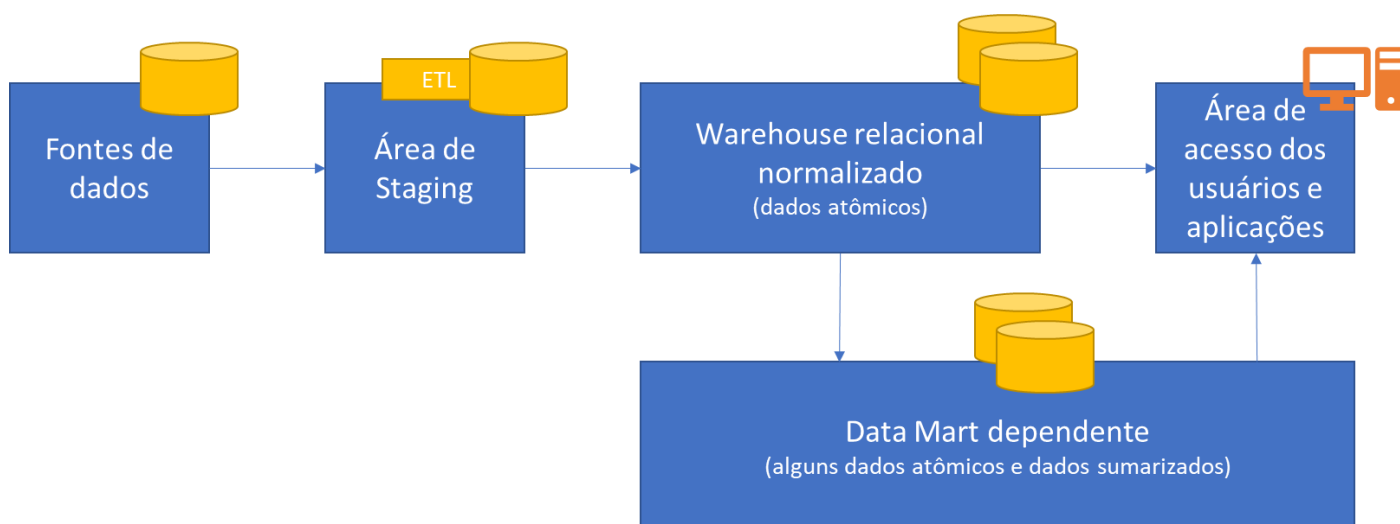 Fontes de
dados
ETL
Área de
Staging
Warehouse relacional
normalizado
(dados atômicos)
Área de
acesso dos
usuários e
aplicações
Data Mart dependente
(alguns dados atômicos e dados sumarizados)